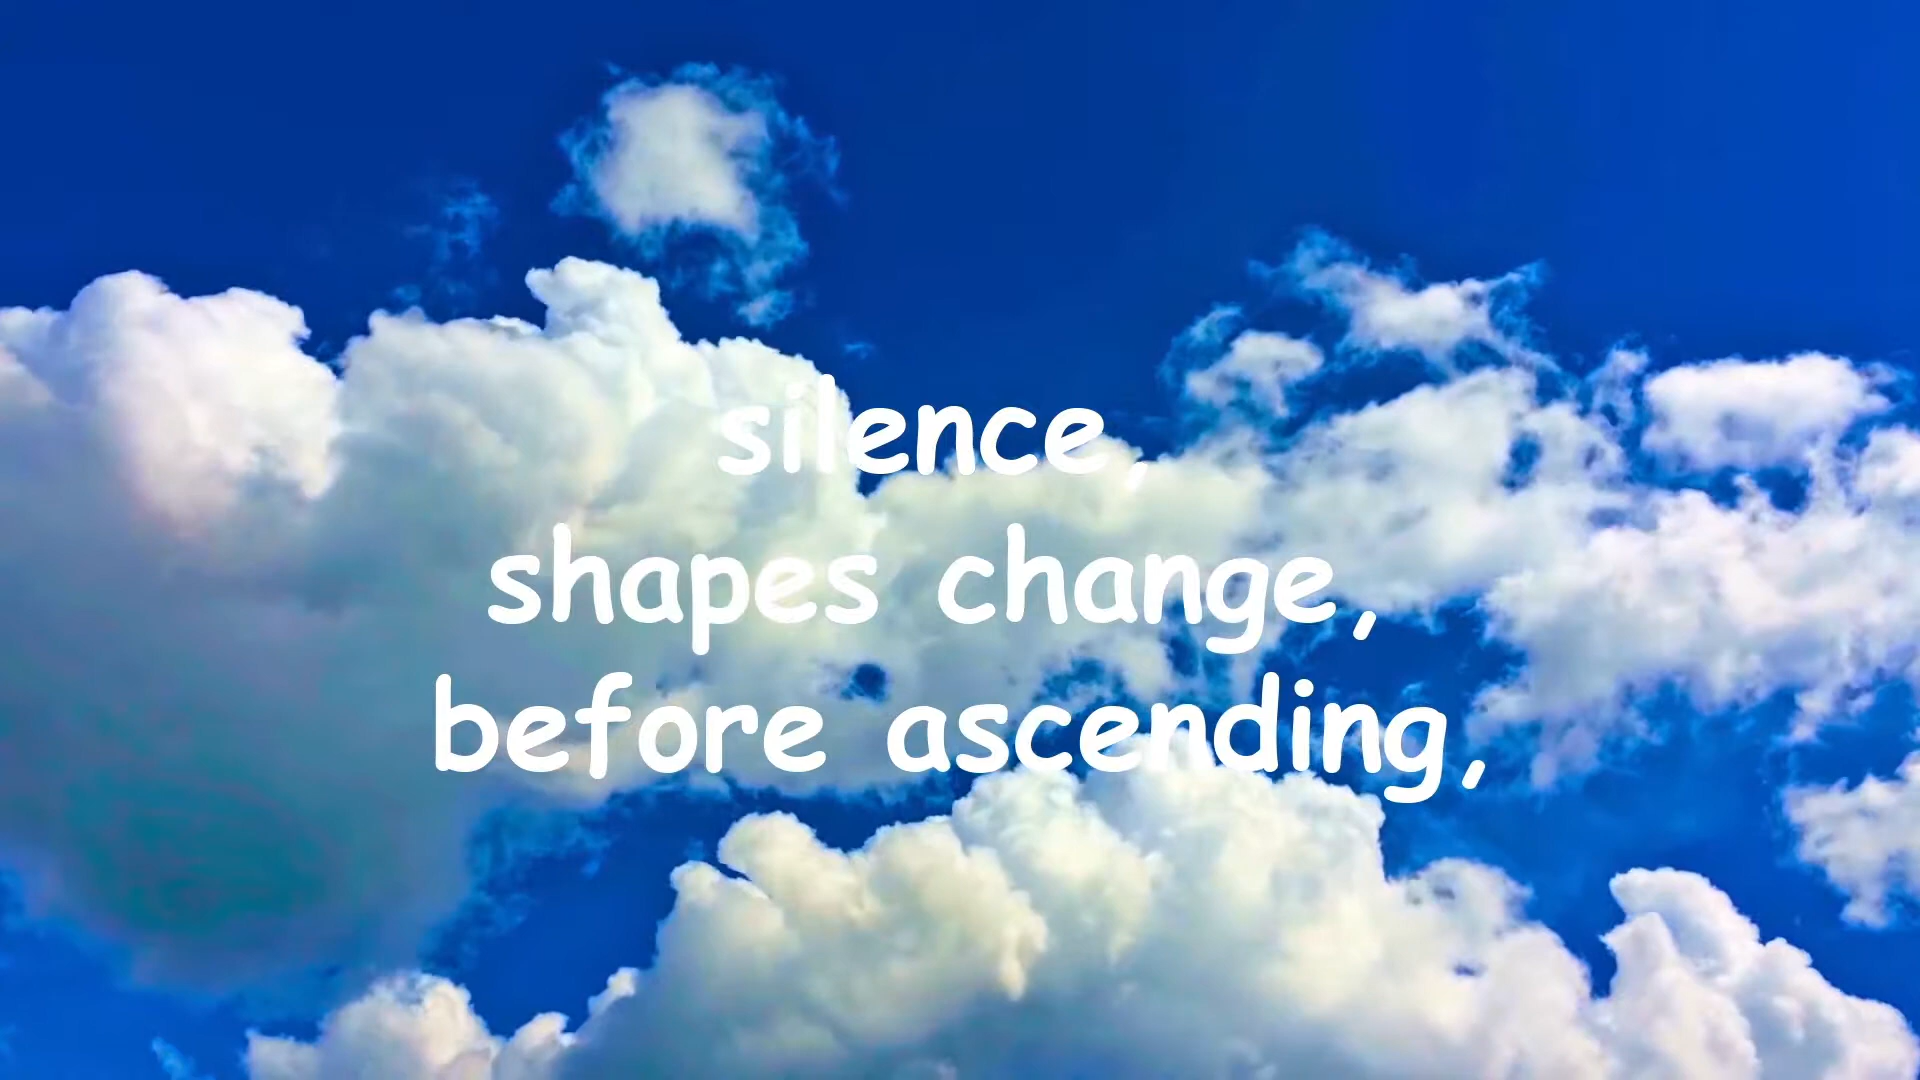 silence,
shapes change,
before ascending,